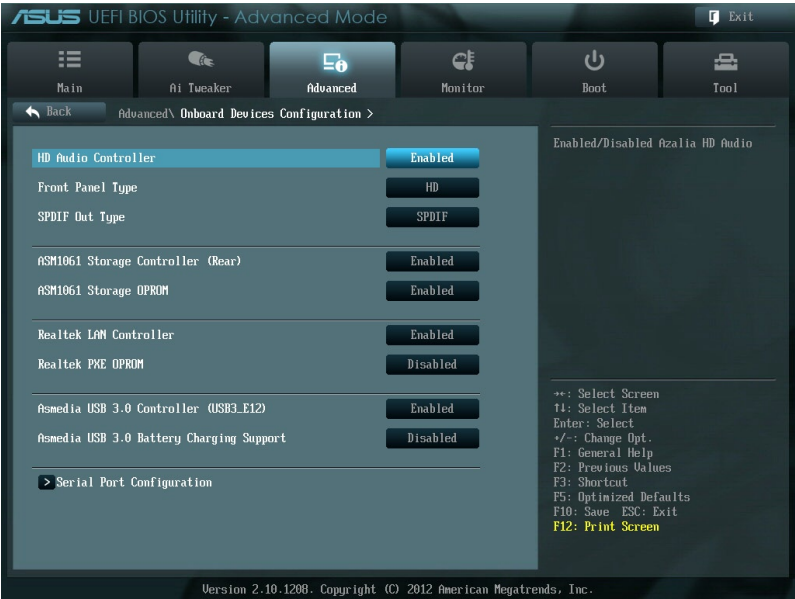 ASUS UEFI BIOS Utility - Advanced Mode
Exit
Main
Ai Tweaker
Advanced
Monitor
Boot
Tool
Back
Advanced\ Onboard Devices Configuration >
HD Audio Controller Enabled
Front Panel Type HD
SPDIF Out Type SPDIF
ASM1061 Storage Controller (Rear) Enabled
ASM1061 Storage OPROM Enabled
Realtek LAN Controller Enabled
Realtek PXE OPROM Disabled
Asmedia USB 3.0 Controller (USB3_E12) Enabled
Asmedia USB 3.0 Battery Charging Support Disabled
> Serial Port Configuration
Enabled/Disabled Azalia HD Audio
→←: Select Screen
↑↓: Select Item
Enter: Select
+/-: Change Opt.
F1: General Help
F2: Previous Values
F3: Shortcut
F5: Optimized Defaults
F10: Save ESC: Exit
F12: Print Screen
Version 2.10.1208. Copyright (C) 2012 American Megatrends, Inc.